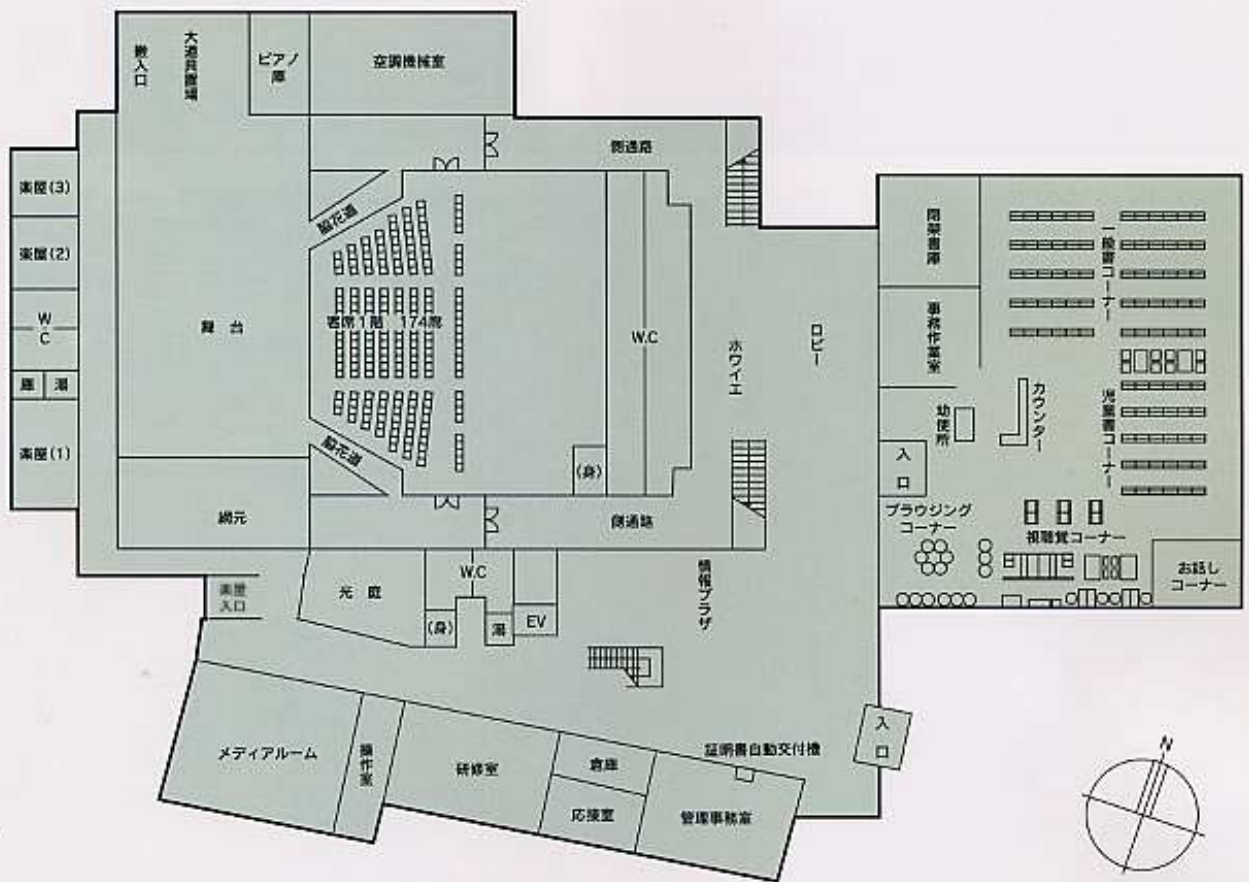 搬入口
大道具置場
ピアノ
庫
空調機械室
側通路
楽屋(3)
楽屋(2)
W
C
湯
楽屋(1)
脇花道
舞台
客席1階 174席
脇花道
(身)
W.C
ホワイエ
ロビー
閉架書庫
事務作業室
幼便所
カウンター
一般書コーナー
児童書コーナー
入口
ブラウジング
コーナー
視聴覚コーナー
お話し
コーナー
綱元
側通路
楽屋
入口
光庭
W.C
(身)
湯
EV
情報プラザ
メディアルーム
操作室
研修室
倉庫
応接室
証明書自動交付機
管理事務室
入口
N